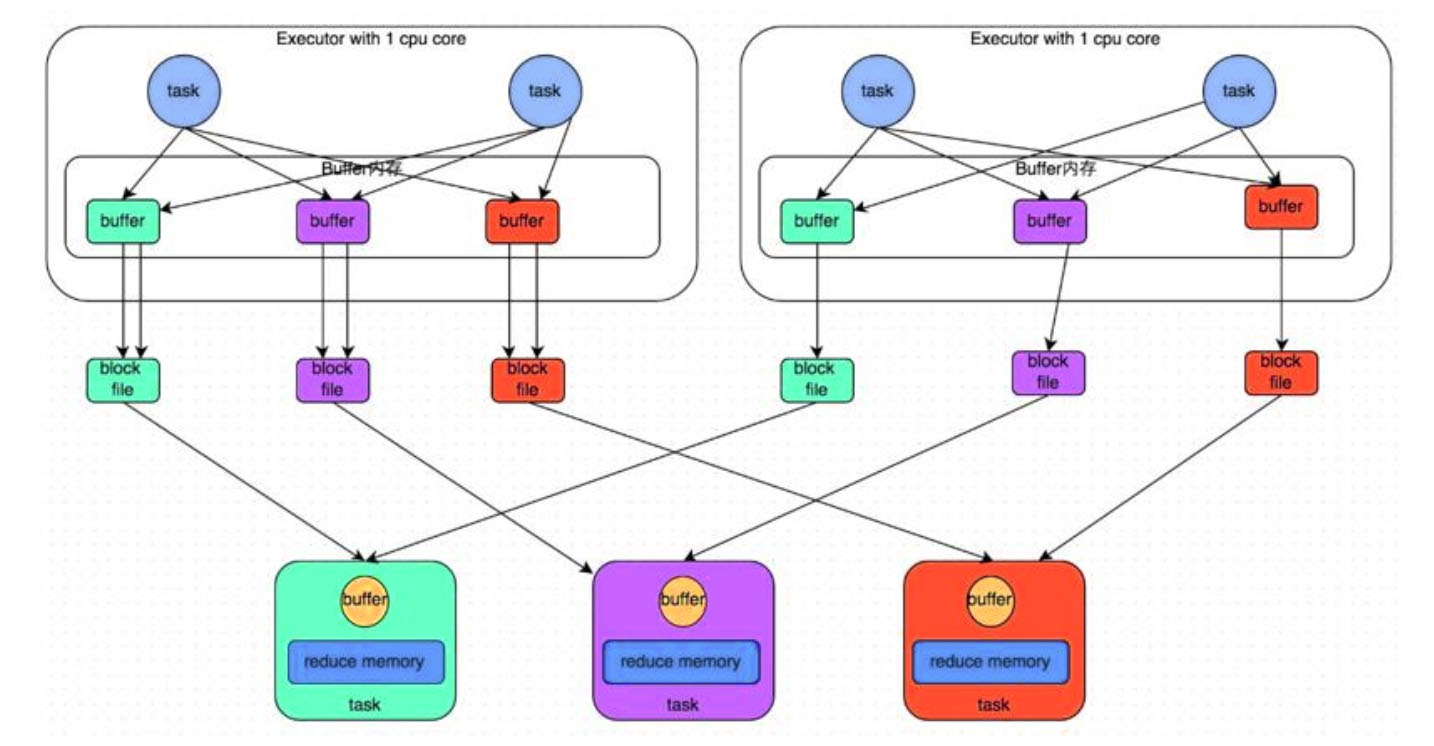 Executor with 1 cpu core
Executor with 1 cpu core
task
task
task
task
Buffer内存
Buffer内存
buffer
buffer
buffer
buffer
buffer
buffer
block
file
block
file
block
file
block
file
block
file
block
file
buffer
buffer
buffer
reduce memory
reduce memory
reduce memory
task
task
task